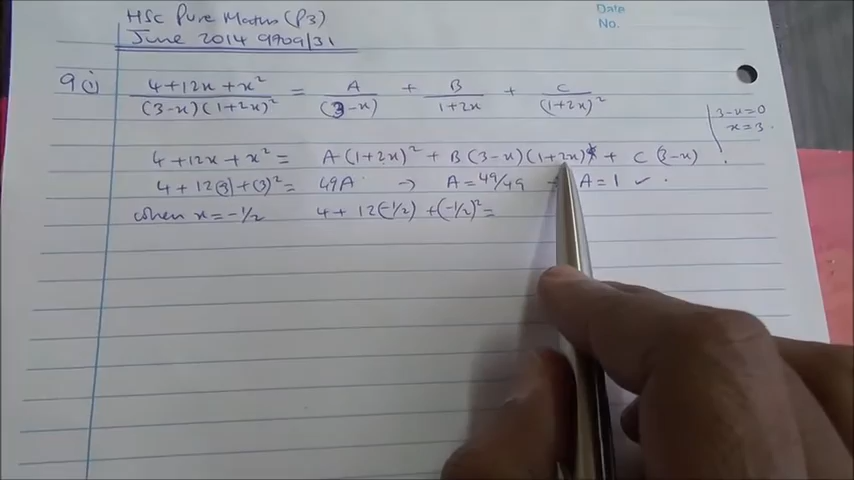 Date
No.
HSC Pure Maths (P3)
June 2014 9709/31
9 (i) (4+12x+x²)/((3-x)(1+2x)²) = A/(3-x) + B/(1+2x) + C/(1+2x)²
3-x=0
x=3.
4+12x+x² = A(1+2x)² + B(3-x)(1+2x) + C(3-x)
4+12(3)+(3)² = 49A → A=49/49 → A=1 ✓
when x=-1/2 4+12(-1/2)+(-1/2)²=